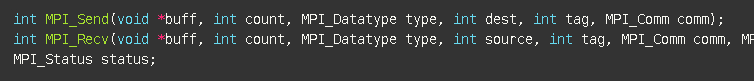 int MPI_Send(void *buff, int count, MPI_Datatype type, int dest, int tag, MPI_Comm comm);
int MPI_Recv(void *buff, int count, MPI_Datatype type, int source, int tag, MPI_Comm comm,
MPI_Status status;